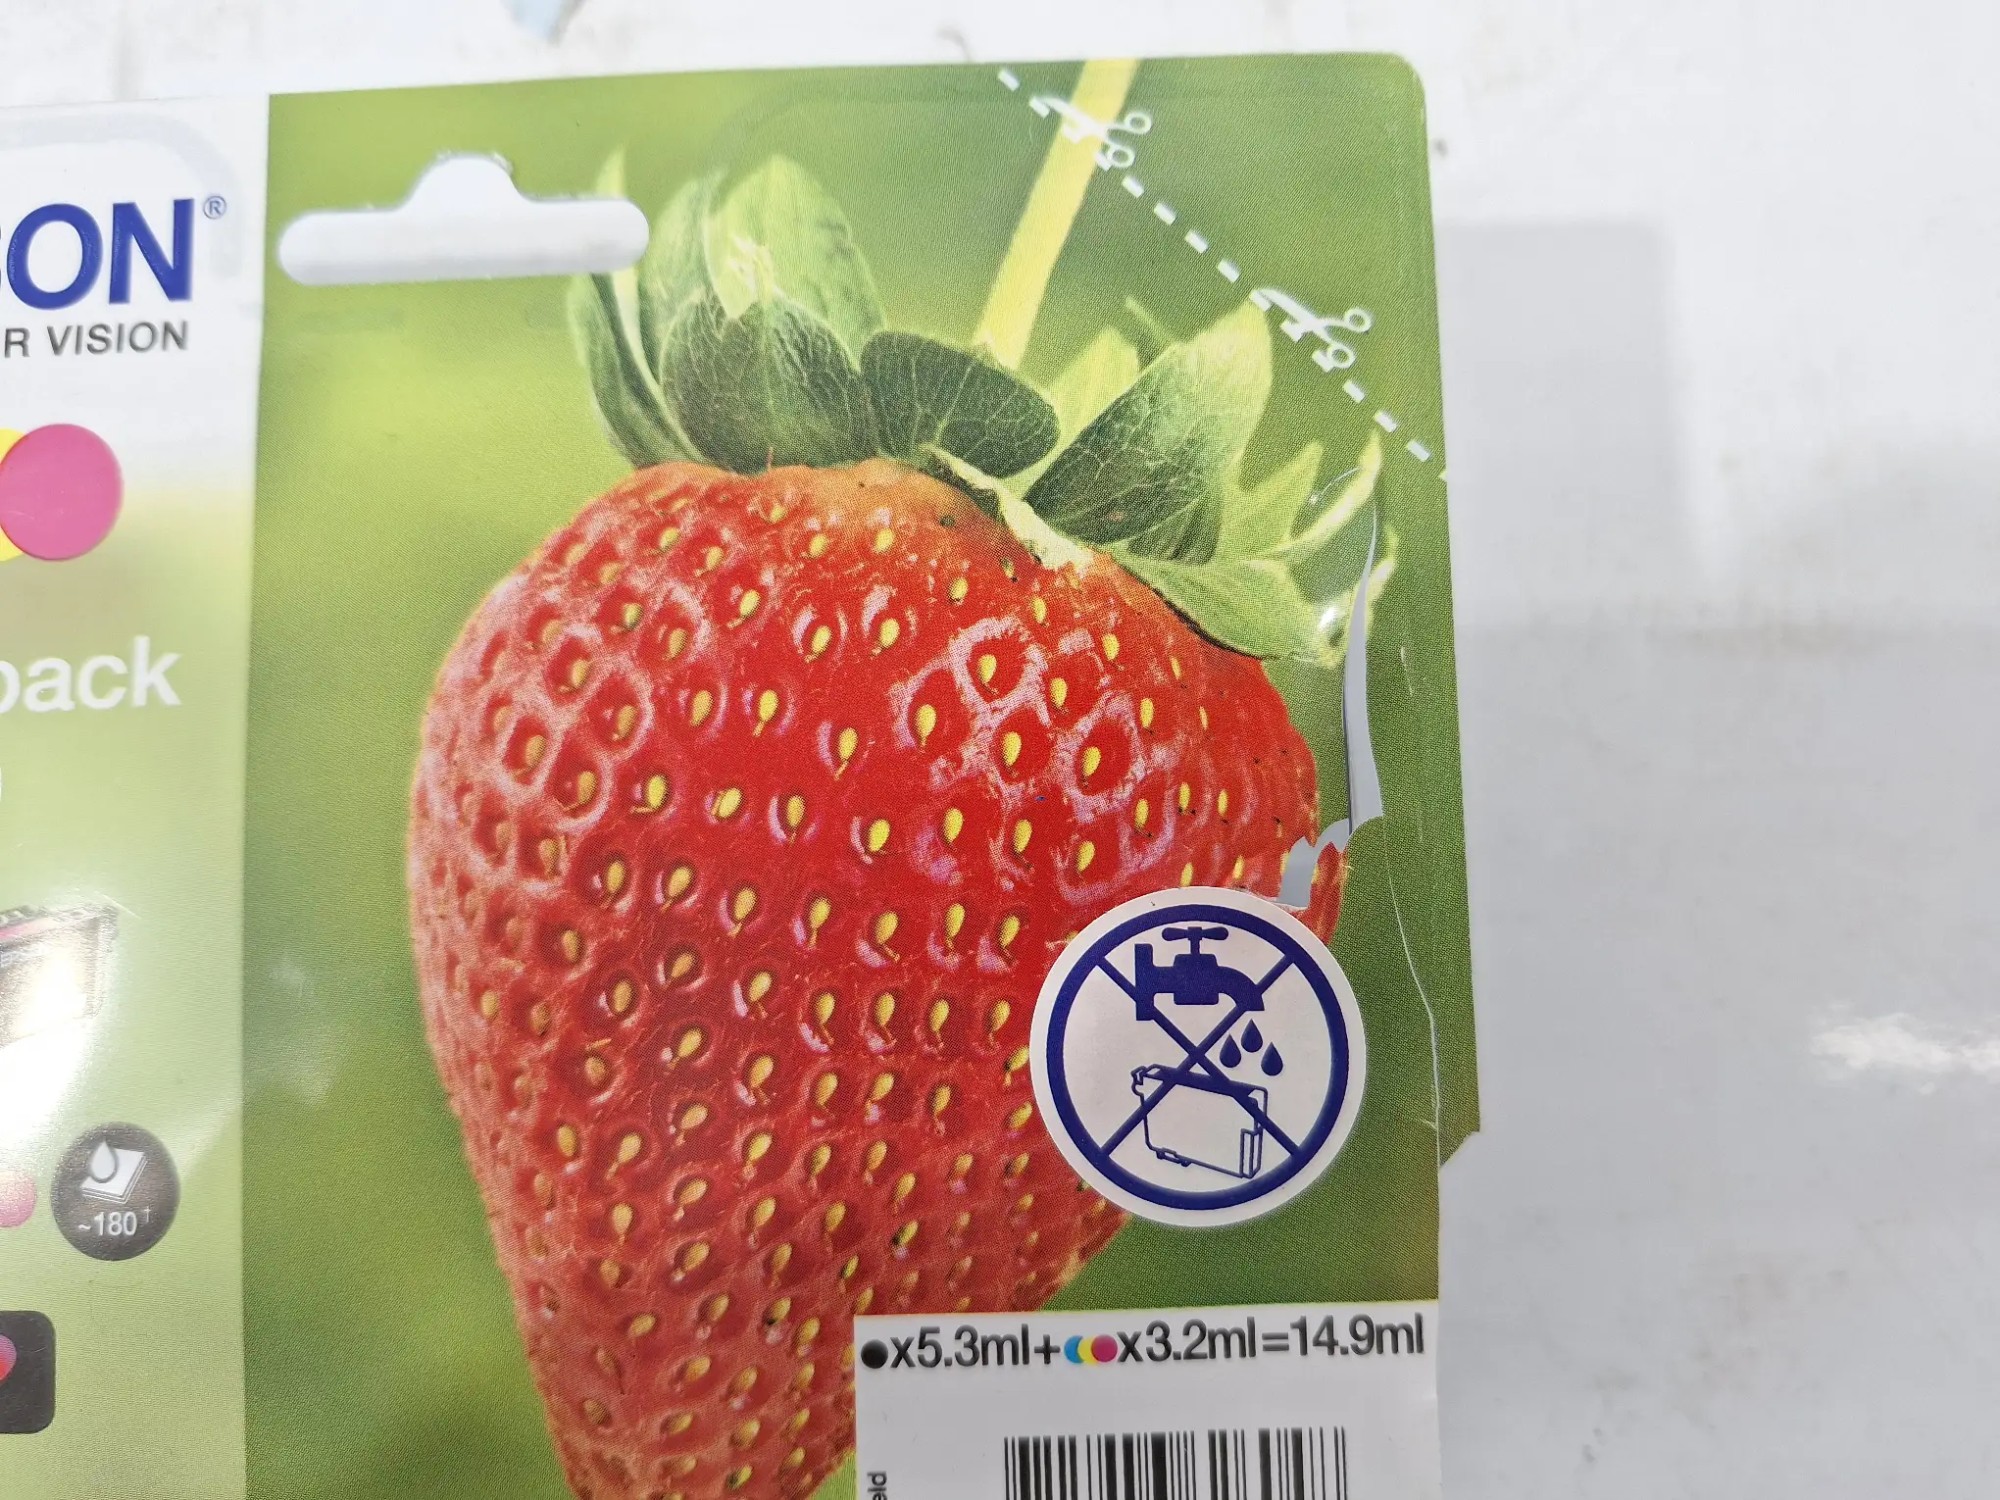 SON®
R VISION
pack
~180†
x5.3ml+x3.2ml=14.9ml